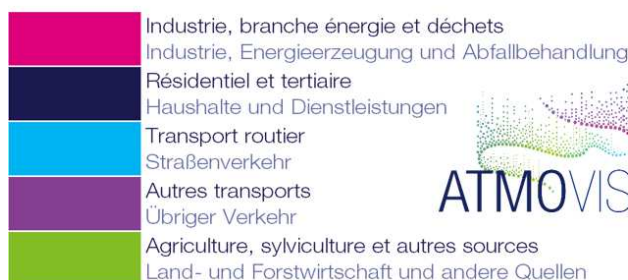 Industrie, branche énergie et déchets
Industrie, Energieerzeugung und Abfallbehandlung
Résidentiel et tertiaire
Haushalte und Dienstleistungen
Transport routier
Straßenverkehr
Autres transports
Übriger Verkehr
Agriculture, sylviculture et autres sources
Land- und Forstwirtschaft und andere Quellen
ATMOVIS